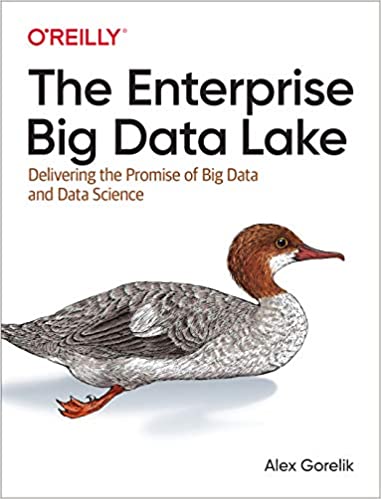 O'REILLY®
The Enterprise
Big Data Lake
Delivering the Promise of Big Data
and Data Science
Alex Gorelik